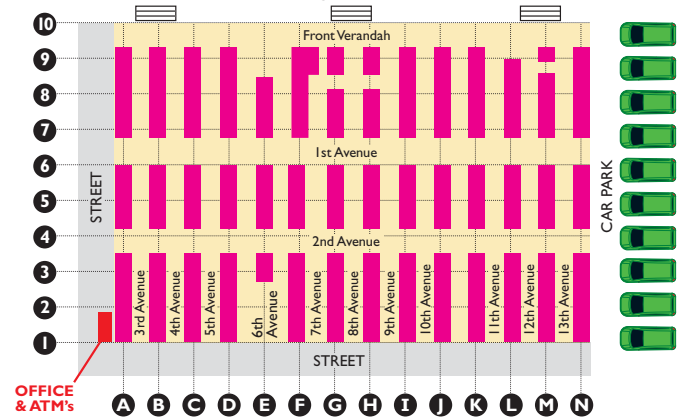 10
Front Verandah
9
8
7
1st Avenue
6
5
4
2nd Avenue
3
2
1
STREET
CAR PARK
3rd Avenue
4th Avenue
5th Avenue
6th
Avenue
7th Avenue
8th Avenue
9th Avenue
10th Avenue
11th Avenue
12th Avenue
13th Avenue
STREET
OFFICE
& ATM's
A B C D E F G H I J K L M N